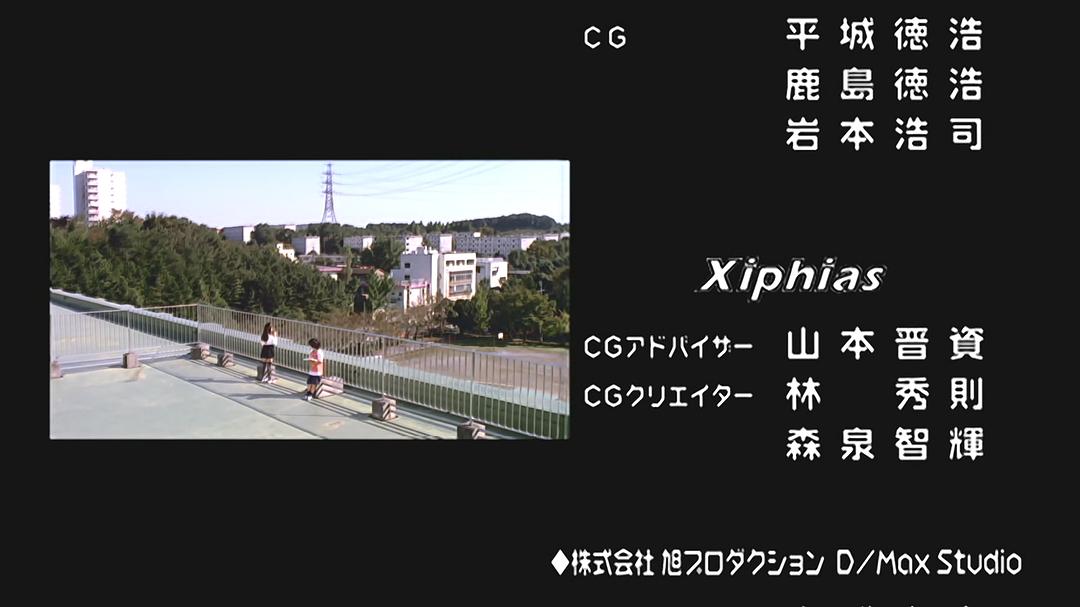 CG 平城徳浩
鹿島徳浩
岩本浩司
Xiphias
CGアドバイザー 山本晋資
CGクリエイター 林 秀則
森泉智輝
◆株式会社 旭プロダクション D/Max Studio